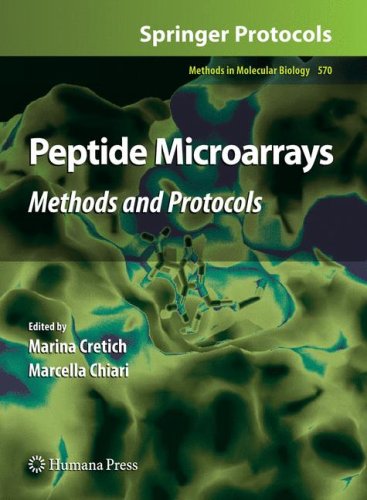 Springer Protocols
Methods in Molecular Biology 570
Peptide Microarrays
Methods and Protocols
Edited by
Marina Cretich
Marcella Chiari
Humana Press